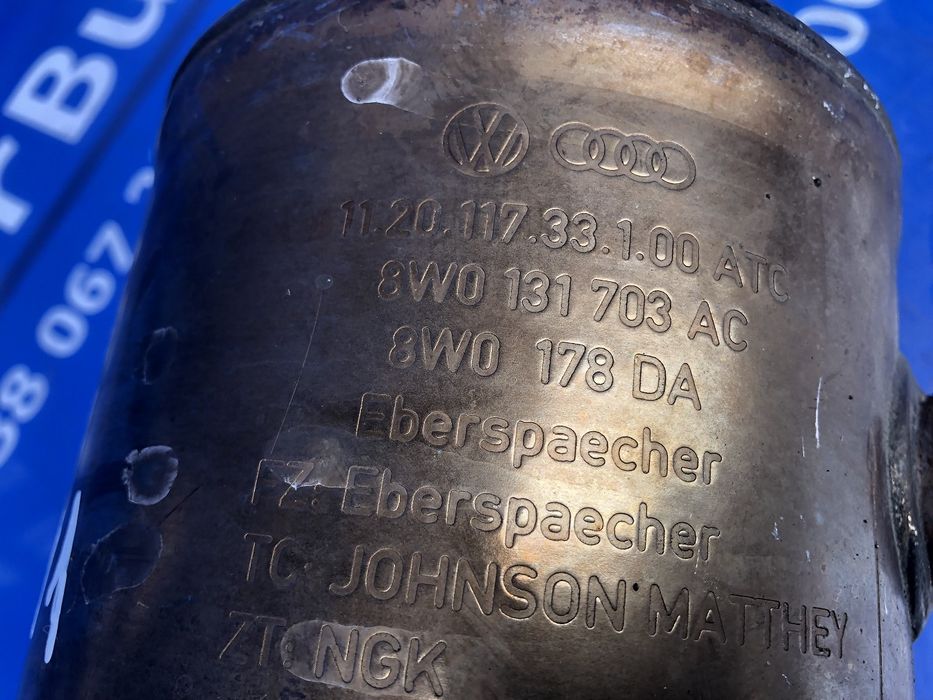 11.20.117.33.1.00 ATC
8W0 131 703 AC
8W0 178 DA
Eberspaecher
FZ: Eberspaecher
TC: JOHNSON MATTHEY
ZT: NGK